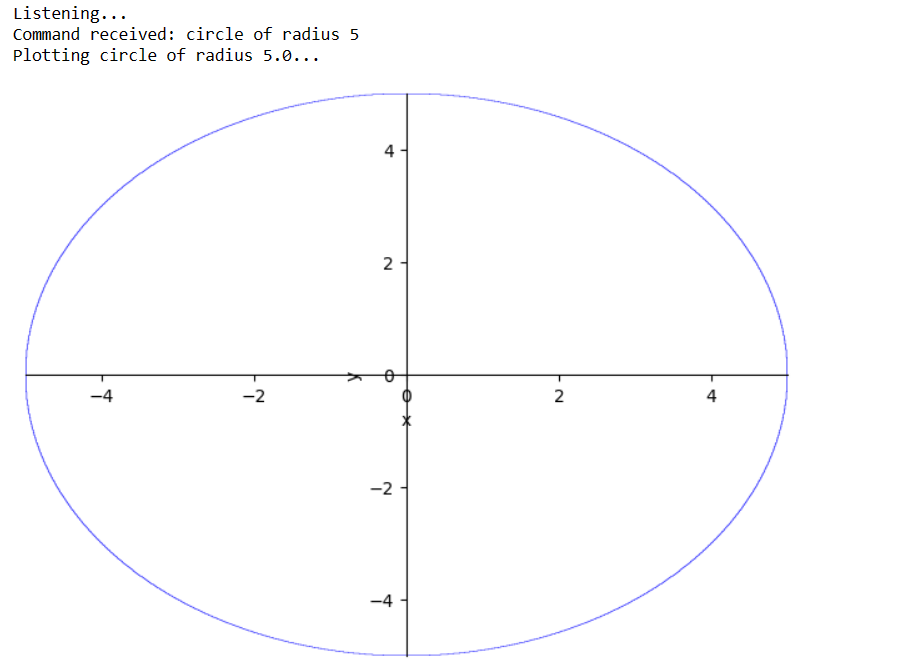 Listening...
Command received: circle of radius 5
Plotting circle of radius 5.0...
4
2
y 0
−4 −2 0 2 4
x
−2
−4